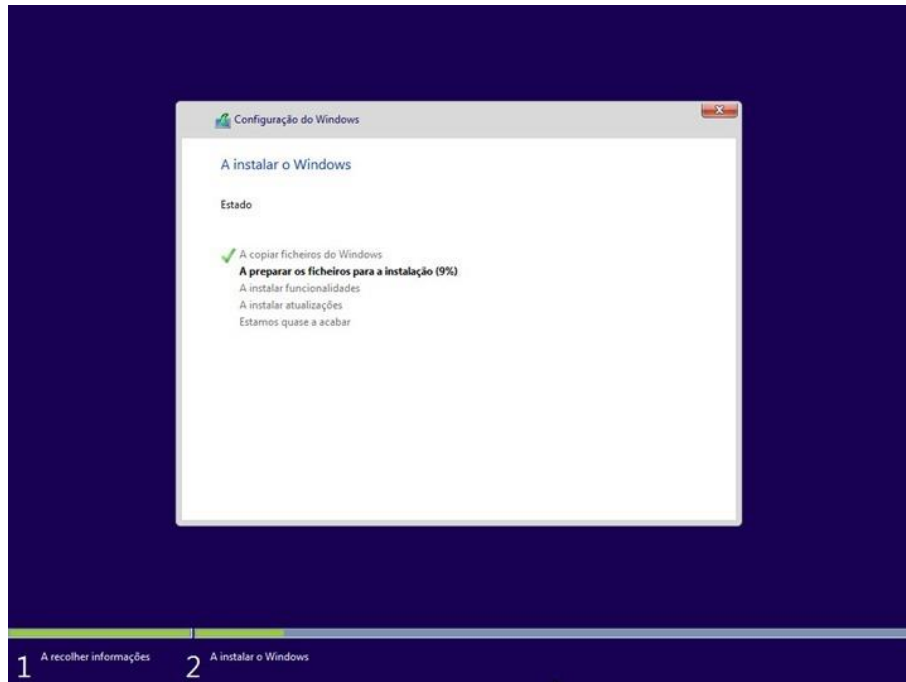 Configuração do Windows
A instalar o Windows
Estado
A copiar ficheiros do Windows
A preparar os ficheiros para a instalação (9%)
A instalar funcionalidades
A instalar atualizações
Estamos quase a acabar
1 A recolher informações
2 A instalar o Windows